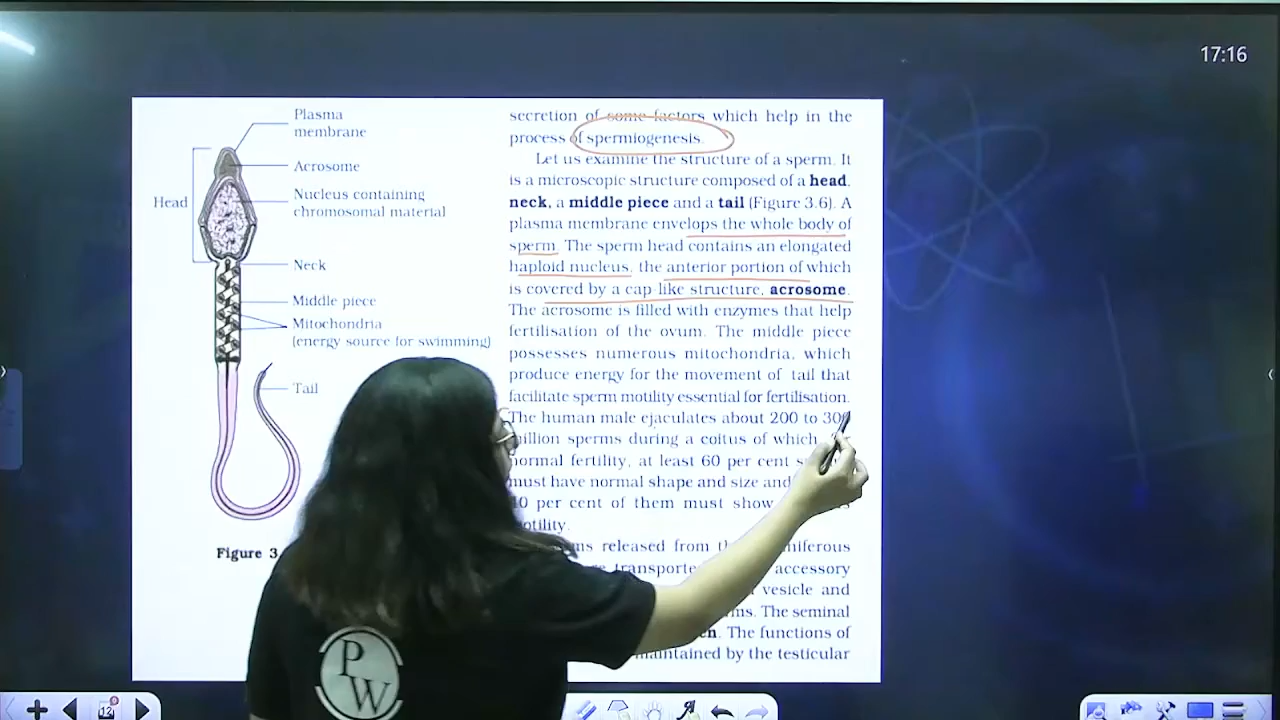 17:16
Plasma
membrane
Acrosome
Nucleus containing
chromosomal material
Head
Neck
Middle piece
Mitochondria
(energy source for swimming)
Tail
Figure 3
secretion of some factors which help in the
process of spermiogenesis.
Let us examine the structure of a sperm. It
is a microscopic structure composed of a head,
neck, a middle piece and a tail (Figure 3.6). A
plasma membrane envelops the whole body of
sperm. The sperm head contains an elongated
haploid nucleus, the anterior portion of which
is covered by a cap-like structure, acrosome.
The acrosome is filled with enzymes that help
fertilisation of the ovum. The middle piece
possesses numerous mitochondria, which
produce energy for the movement of tail that
facilitate sperm motility essential for fertilisation.
The human male ejaculates about 200 to 300
million sperms during a coitus of which
normal fertility, at least 60 per cent
must have normal shape and size and
40 per cent of them must show
motility.
released from
accessory
vesicle and
The seminal
The functions of
maintained by the testicular
PW
12